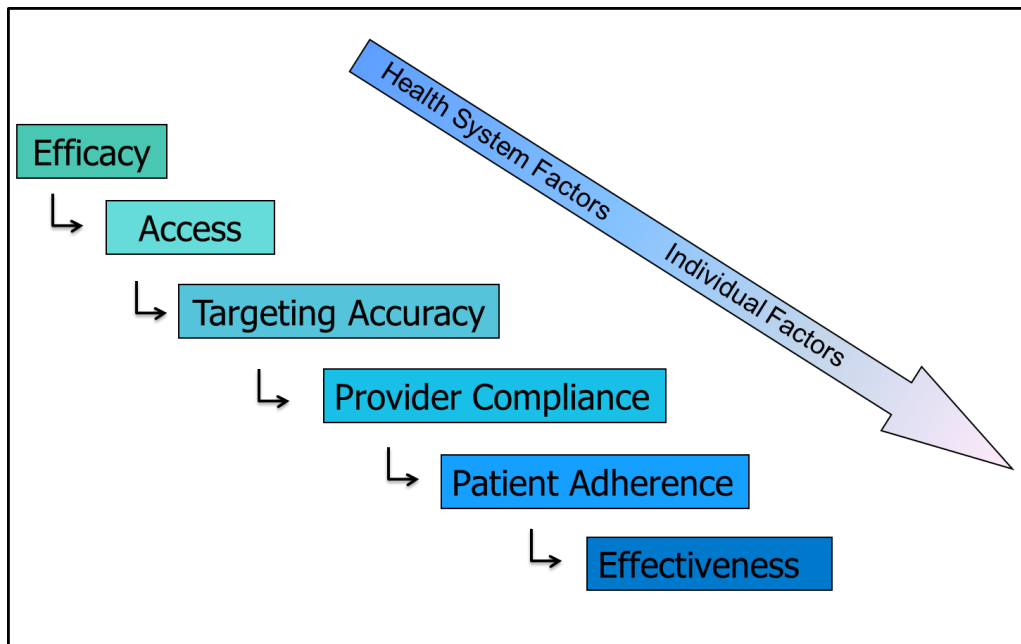 Health System Factors
Individual Factors
Efficacy
Access
Targeting Accuracy
Provider Compliance
Patient Adherence
Effectiveness